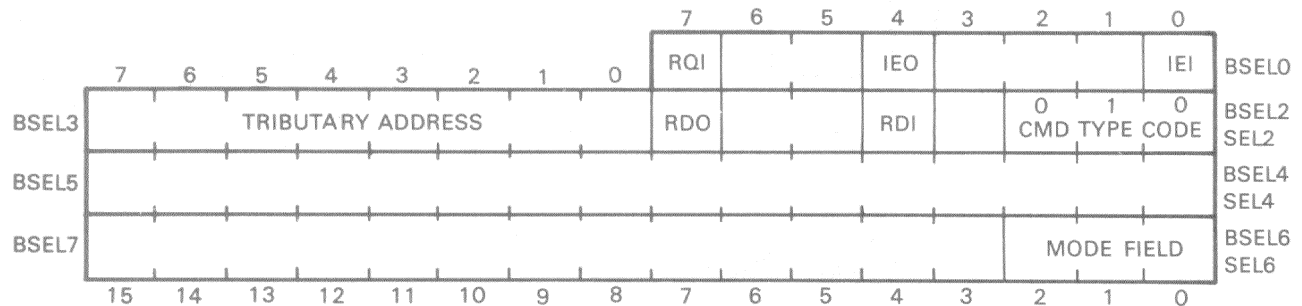 7 6 5 4 3 2 1 0
RQI IEO IEI BSEL0
7 6 5 4 3 2 1 0
0 1 0 BSEL2
BSEL3 TRIBUTARY ADDRESS RDO RDI CMD TYPE CODE SEL2
BSEL5 BSEL4
SEL4
BSEL7 MODE FIELD BSEL6
SEL6
15 14 13 12 11 10 9 8 7 6 5 4 3 2 1 0